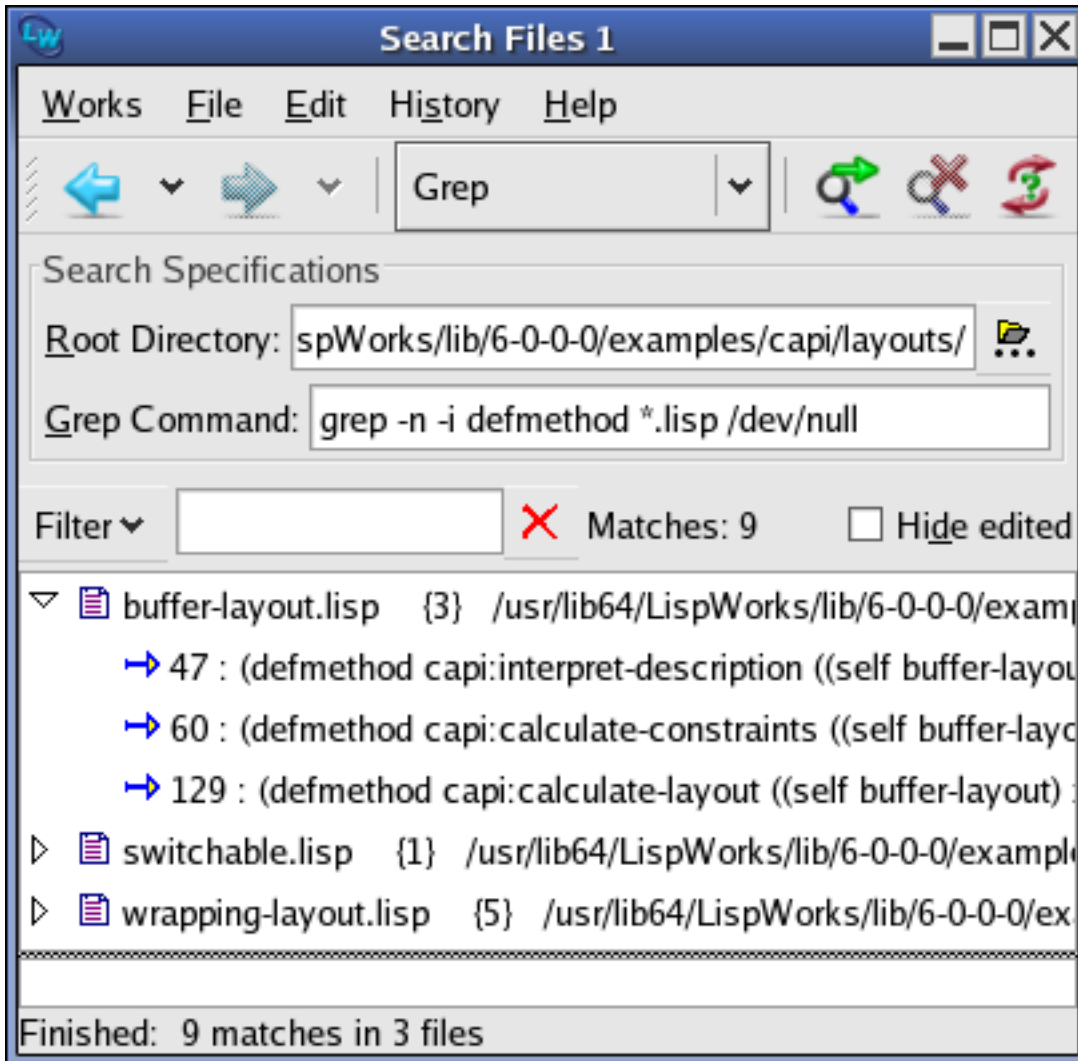 LW Search Files 1
Works File Edit History Help
Grep
Search Specifications
Root Directory: spWorks/lib/6-0-0-0/examples/capi/layouts/
Grep Command: grep -n -i defmethod *.lisp /dev/null
Filter Matches: 9 Hide edited
buffer-layout.lisp {3} /usr/lib64/LispWorks/lib/6-0-0-0/examp
47 : (defmethod capi:interpret-description ((self buffer-layou
60 : (defmethod capi:calculate-constraints ((self buffer-layo
129 : (defmethod capi:calculate-layout ((self buffer-layout) :
switchable.lisp {1} /usr/lib64/LispWorks/lib/6-0-0-0/example
wrapping-layout.lisp {5} /usr/lib64/LispWorks/lib/6-0-0-0/ex
Finished: 9 matches in 3 files